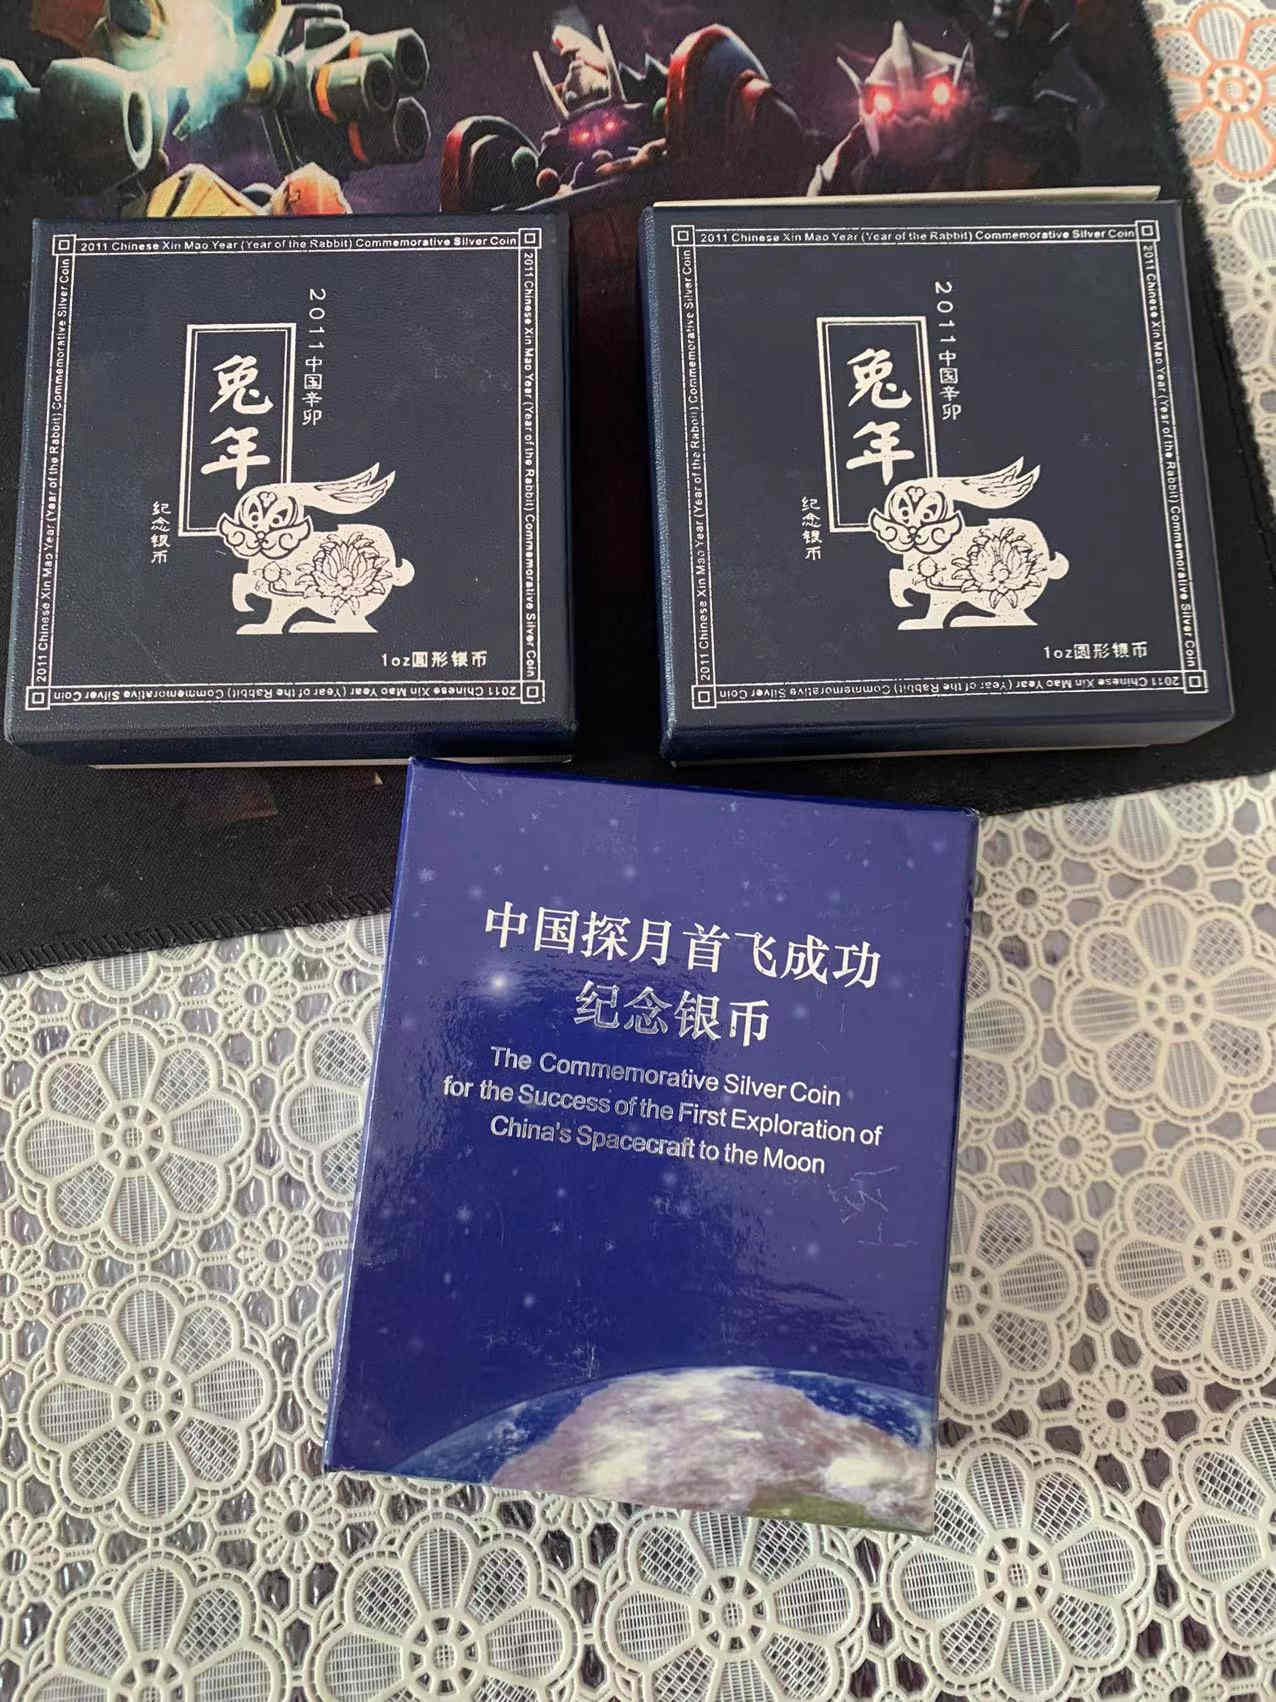 2011 Chinese Xin Mao Year (Year of the Rabbit) Commemorative Silver Coin
2011 Chinese Xin Mao Year (Year of the Rabbit) Commemorative Silver Coin
2011 Chinese Xin Mao Year (Year of the Rabbit) Commemorative Silver Coin
2011 Chinese Xin Mao Year (Year of the Rabbit) Commemorative Silver Coin
2011中国辛卯
兔年
纪念银币
1oz圆形银币
2011 Chinese Xin Mao Year (Year of the Rabbit) Commemorative Silver Coin
2011 Chinese Xin Mao Year (Year of the Rabbit) Commemorative Silver Coin
2011 Chinese Xin Mao Year (Year of the Rabbit) Commemorative Silver Coin
2011 Chinese Xin Mao Year (Year of the Rabbit) Commemorative Silver Coin
2011中国辛卯
兔年
纪念银币
1oz圆形银币
中国探月首飞成功
纪念银币
The Commemorative Silver Coin
for the Success of the First Exploration of
China's Spacecraft to the Moon